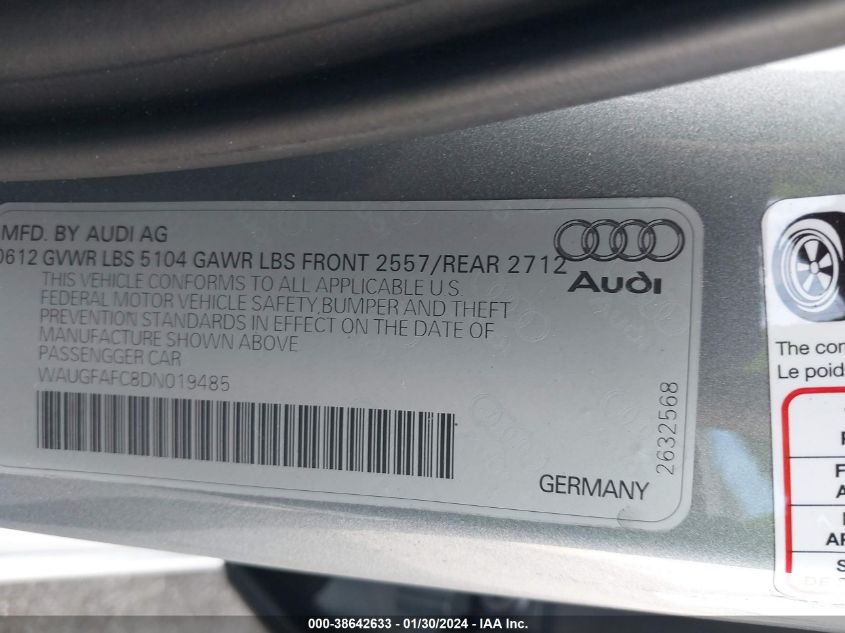 MFD. BY AUDI AG
0612 GVWR LBS 5104 GAWR LBS FRONT 2557/REAR 2712
THIS VEHICLE CONFORMS TO ALL APPLICABLE U.S.
FEDERAL MOTOR VEHICLE SAFETY,BUMPER AND THEFT
PREVENTION STANDARDS IN EFFECT ON THE DATE OF
MANUFACTURE SHOWN ABOVE
PASSENGGER CAR
WAUGFAFC8DN019485
Audi
2632568
GERMANY
The con
Le poid
F
A
AF
S
000-38642633 - 01/30/2024 - IAA Inc.